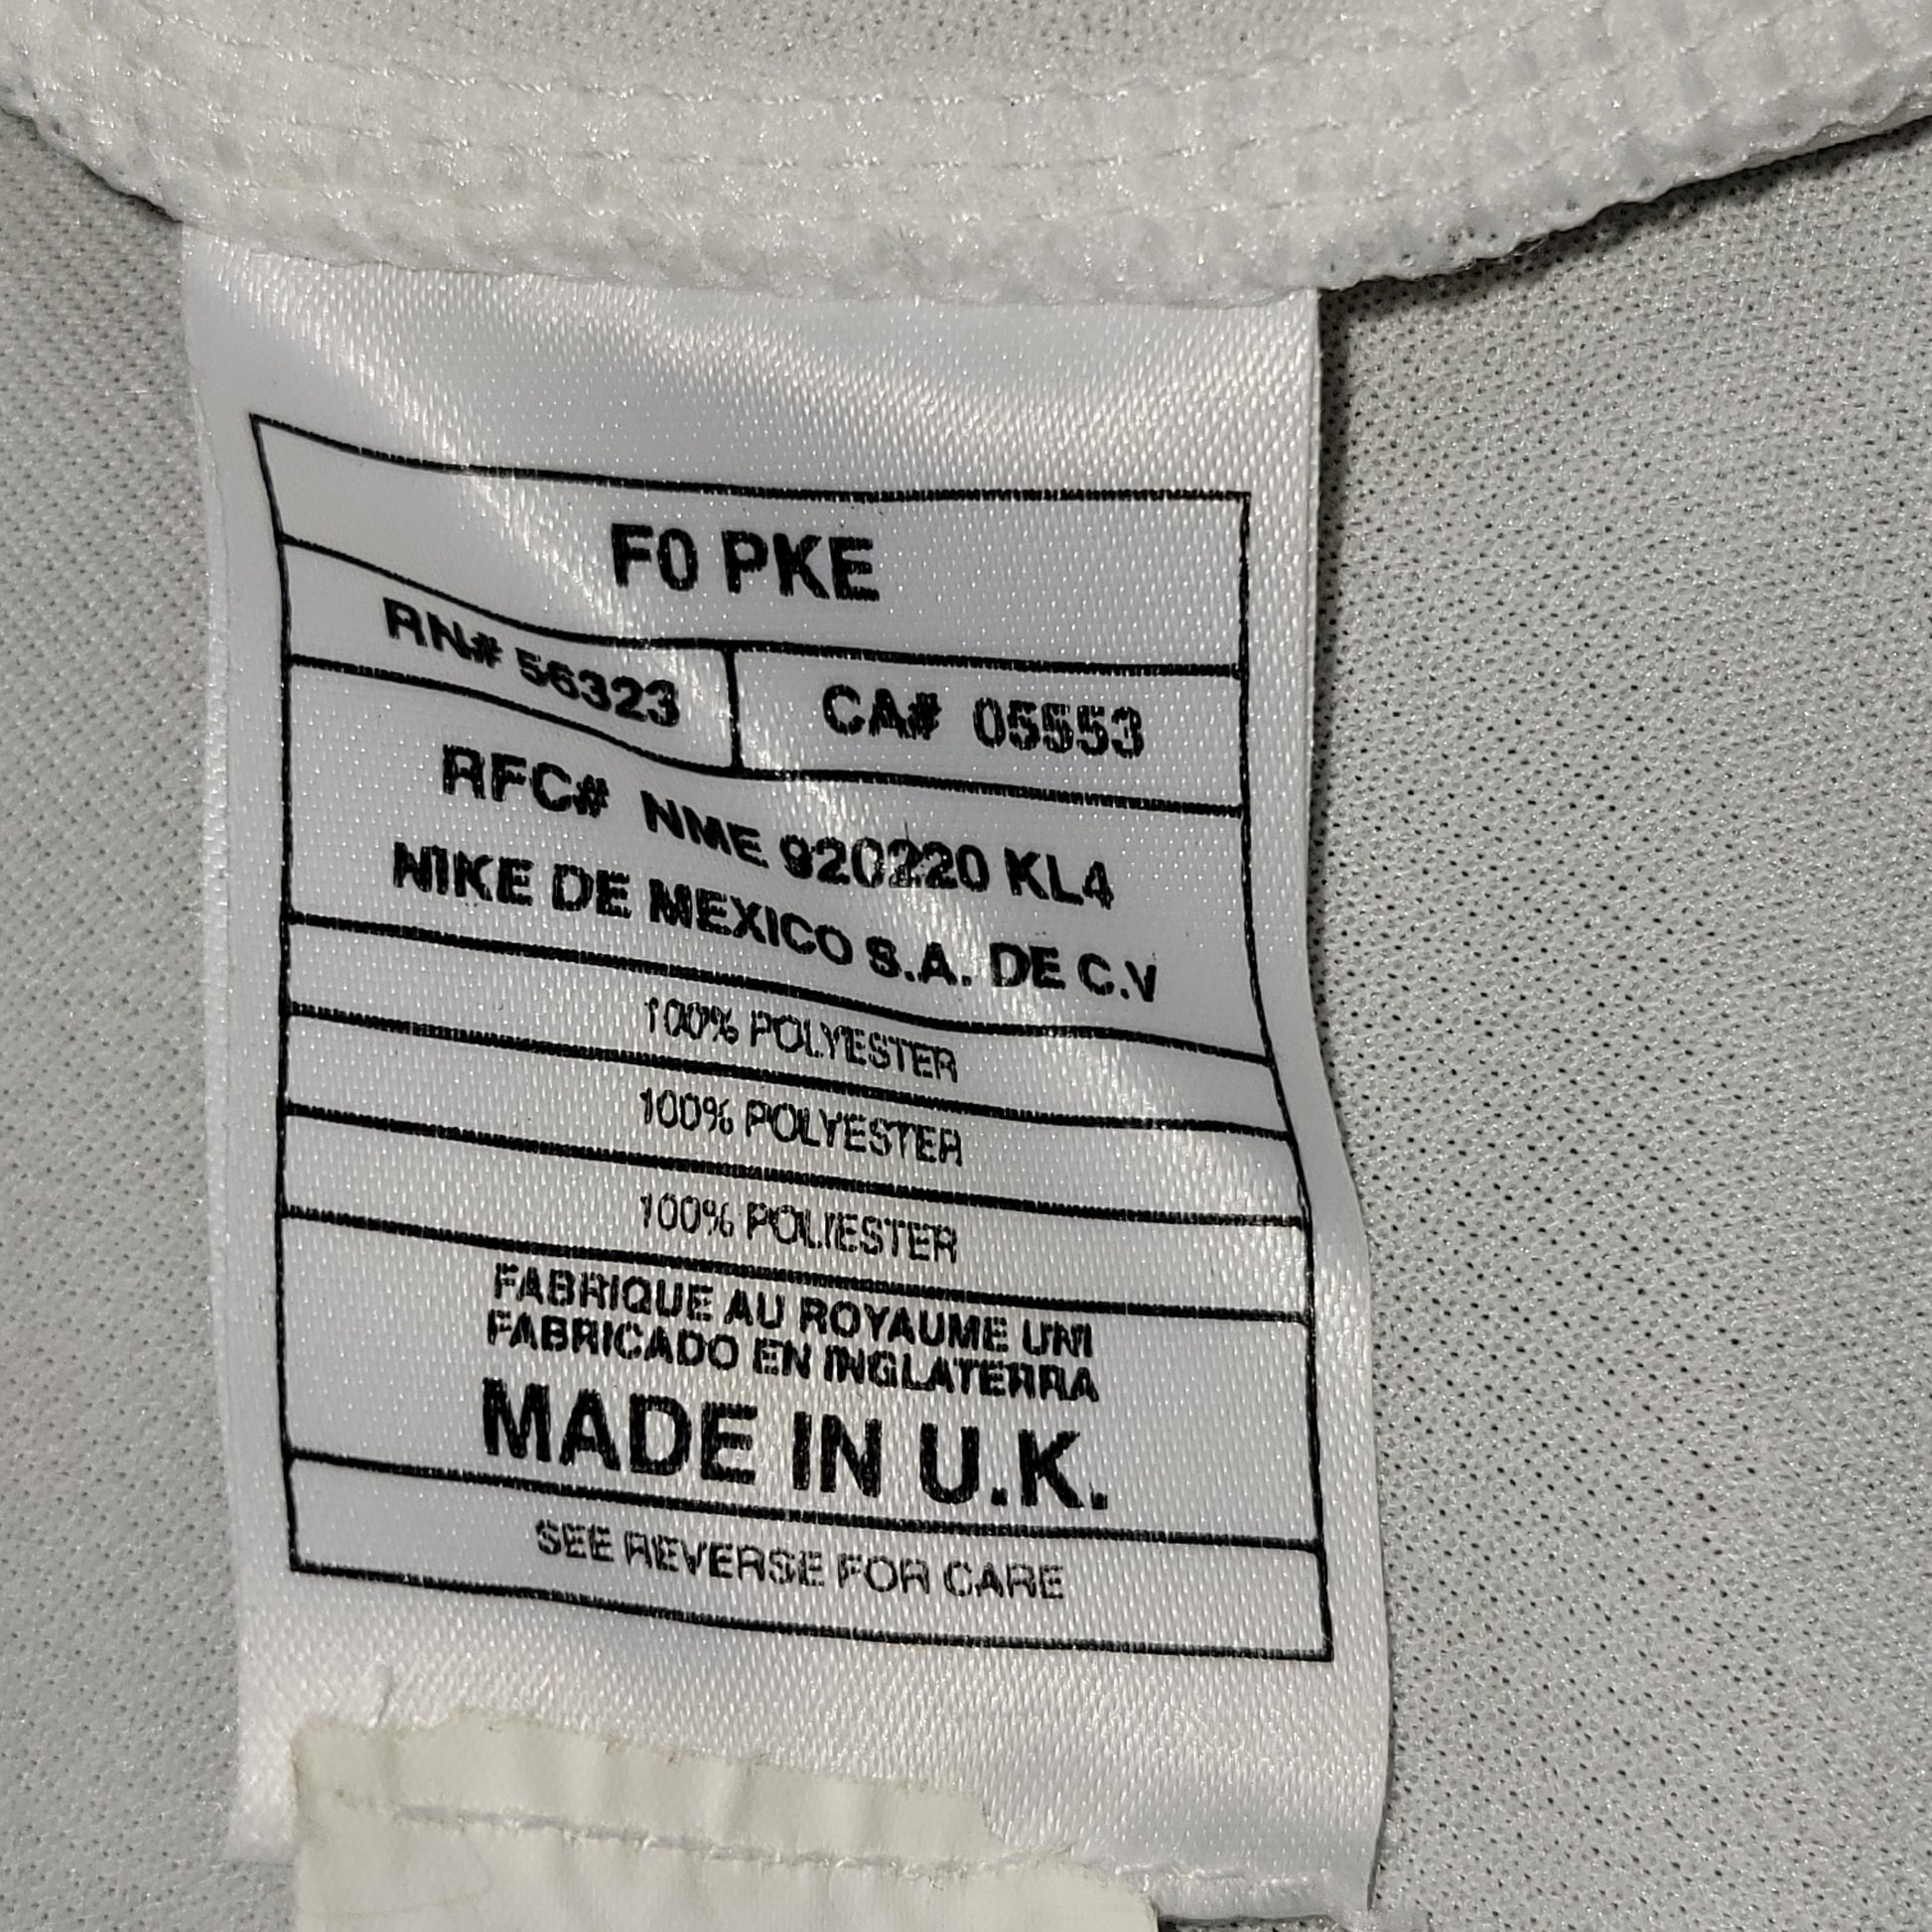 F0 PKE
RN# 56323
CA# 05553
RFC# NME 920220 KL4
NIKE DE MEXICO S.A. DE C.V
100% POLYESTER
100% POLYESTER
100% POLIESTER
FABRIQUE AU ROYAUME UNI
FABRICADO EN INGLATERRA
MADE IN U.K.
SEE REVERSE FOR CARE